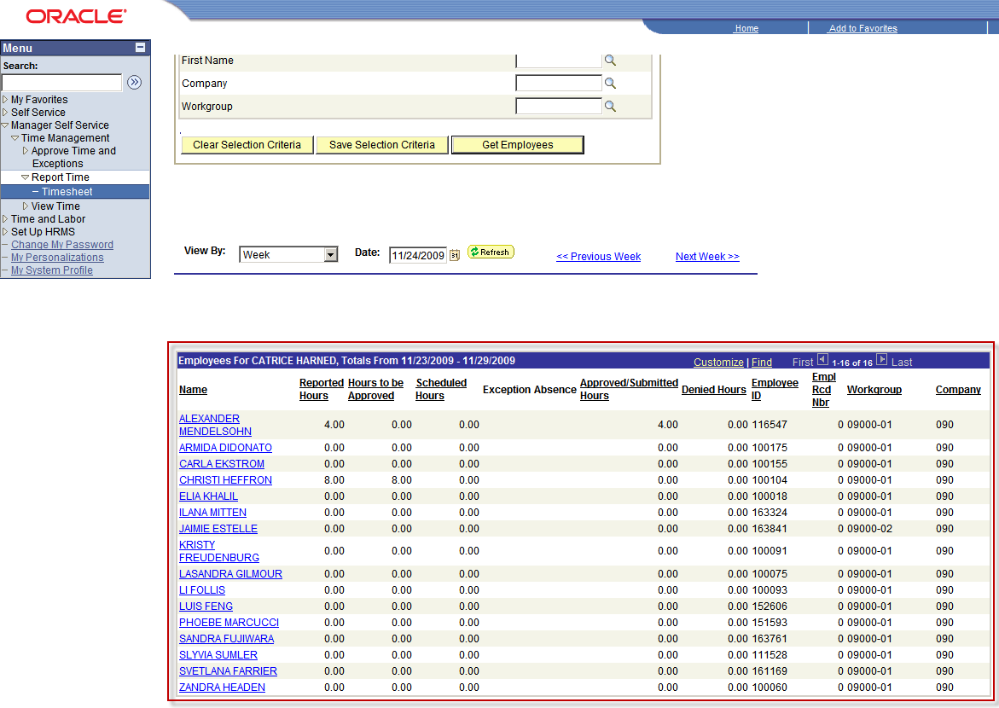 ORACLE®
Home
Add to Favorites
Menu
Search:
My Favorites
Self Service
Manager Self Service
Time Management
Approve Time and
Exceptions
Report Time
Timesheet
View Time
Time and Labor
Set Up HRMS
Change My Password
My Personalizations
My System Profile
First Name
Company
Workgroup
Clear Selection Criteria Save Selection Criteria Get Employees
View By: Week Date: 11/24/2009 31 Refresh << Previous Week Next Week >>
Employees For CATRICE HARNED, Totals From 11/23/2009 - 11/29/2009 Customize | Find First 1-16 of 16 Last
Name Reported Hours Hours to be Approved Scheduled Hours Exception Absence Approved/Submitted Hours Denied Hours Employee ID Empl Rcd Nbr Workgroup Company
ALEXANDER MENDELSOHN 4.00 0.00 0.00 4.00 0.00 116547 0 09000-01 090
ARMIDA DIDONATO 0.00 0.00 0.00 0.00 0.00 100175 0 09000-01 090
CARLA EKSTROM 0.00 0.00 0.00 0.00 0.00 100155 0 09000-01 090
CHRISTI HEFFRON 8.00 8.00 0.00 0.00 0.00 100104 0 09000-01 090
ELIA KHALIL 0.00 0.00 0.00 0.00 0.00 100018 0 09000-01 090
ILANA MITTEN 0.00 0.00 0.00 0.00 0.00 163324 0 09000-01 090
JAIMIE ESTELLE 0.00 0.00 0.00 0.00 0.00 163841 0 09000-02 090
KRISTY FREUDENBURG 0.00 0.00 0.00 0.00 0.00 100091 0 09000-01 090
LASANDRA GILMOUR 0.00 0.00 0.00 0.00 0.00 100075 0 09000-01 090
LI FOLLIS 0.00 0.00 0.00 0.00 0.00 100093 0 09000-01 090
LUIS FENG 0.00 0.00 0.00 0.00 0.00 152606 0 09000-01 090
PHOEBE MARCUCCI 0.00 0.00 0.00 0.00 0.00 151593 0 09000-01 090
SANDRA FUJIWARA 0.00 0.00 0.00 0.00 0.00 163761 0 09000-01 090
SLYVIA SUMLER 0.00 0.00 0.00 0.00 0.00 111528 0 09000-01 090
SVETLANA FARRIER 0.00 0.00 0.00 0.00 0.00 161169 0 09000-01 090
ZANDRA HEADEN 0.00 0.00 0.00 0.00 0.00 100060 0 09000-01 090